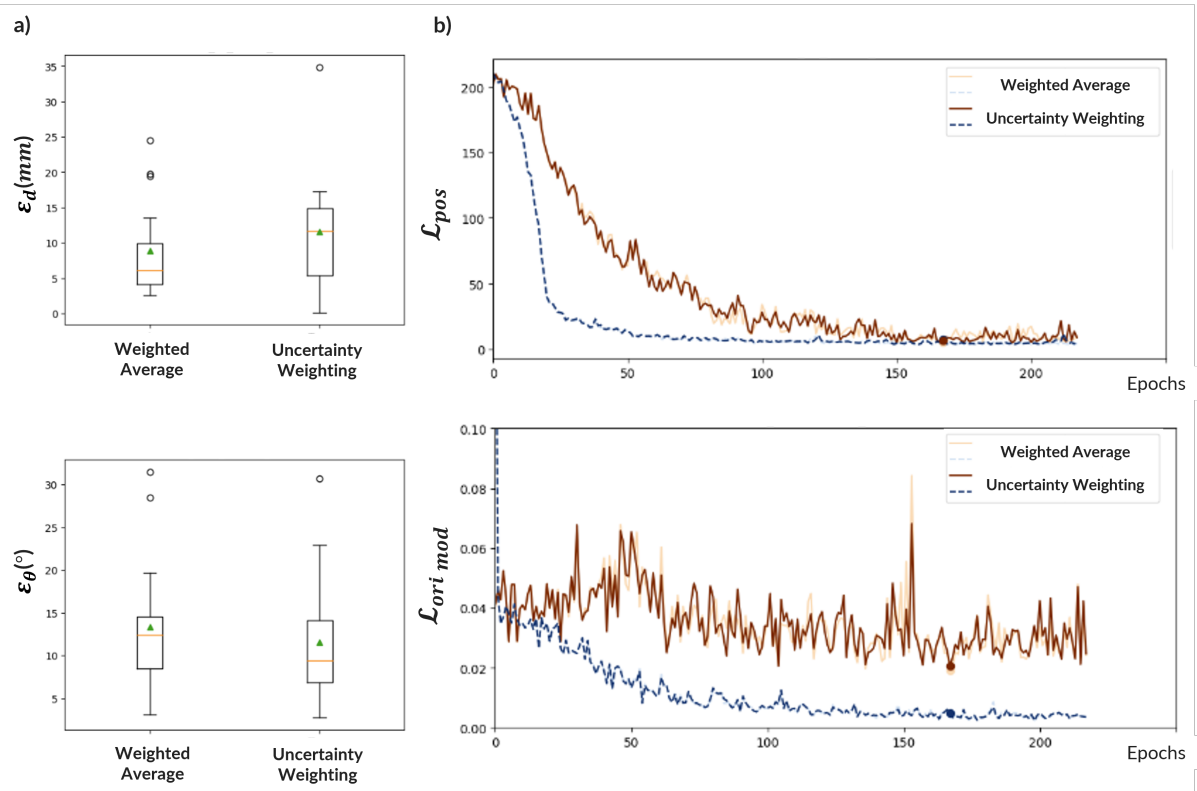 a)
35
30
25
20
15
10
5
0
ε_d(mm)
Weighted
Average
Uncertainty
Weighting
b)
200
150
100
50
0
ℒ_pos
Weighted Average
Uncertainty Weighting
0
50
100
150
200
Epochs
30
25
20
15
10
5
ε_θ(°)
Weighted
Average
Uncertainty
Weighting
0.10
0.08
0.06
0.04
0.02
0.00
ℒ_ori mod
Weighted Average
Uncertainty Weighting
0
50
100
150
200
Epochs